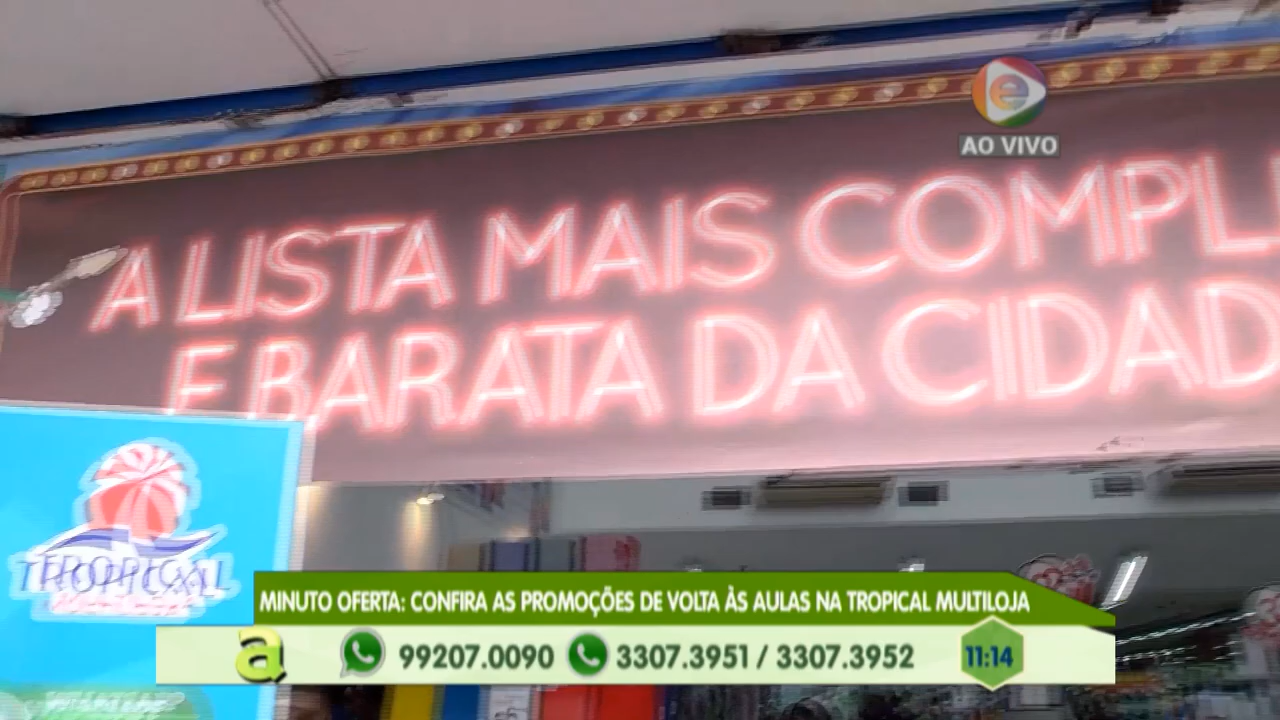 e
AO VIVO
A LISTA MAIS COMPL
E BARATA DA CIDAD
TROPICAL
MINUTO OFERTA: CONFIRA AS PROMOÇÕES DE VOLTA ÀS AULAS NA TROPICAL MULTILOJA
a 99207.0090 3307.3951 / 3307.3952 11:14